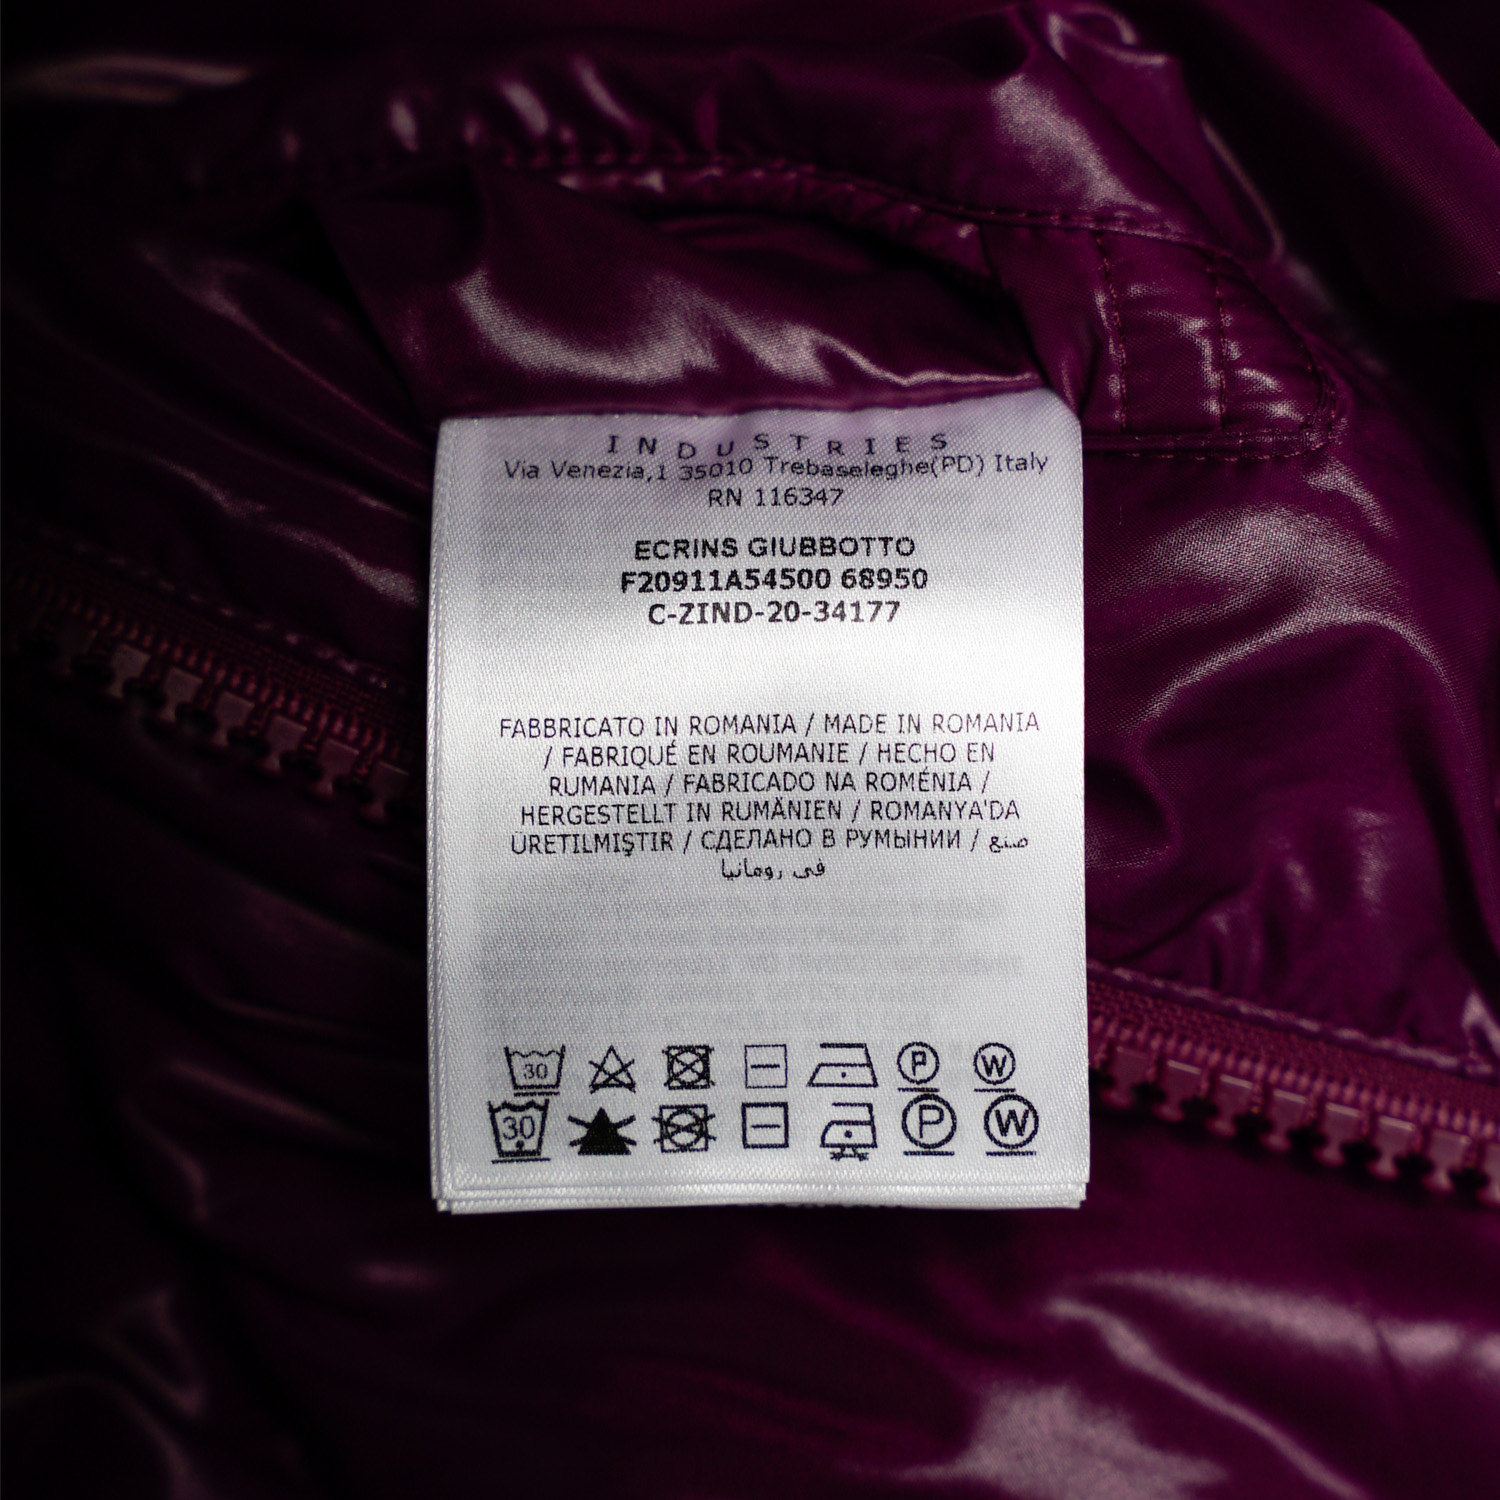 INDUSTRIES
Via Venezia,1 35010 Trebaseleghe(PD) Italy
RN 116347
ECRINS GIUBBOTTO
F20911A54500 68950
C-ZIND-20-34177
FABBRICATO IN ROMANIA / MADE IN ROMANIA
/ FABRIQUÉ EN ROUMANIE / HECHO EN
RUMANIA / FABRICADO NA ROMÉNIA /
HERGESTELLT IN RUMÄNIEN / ROMANYA'DA
ÜRETILMIŞTIR / СДЕЛАНО В РУМЫНИИ / صنع
في رومانيا
30 P W
30 P W